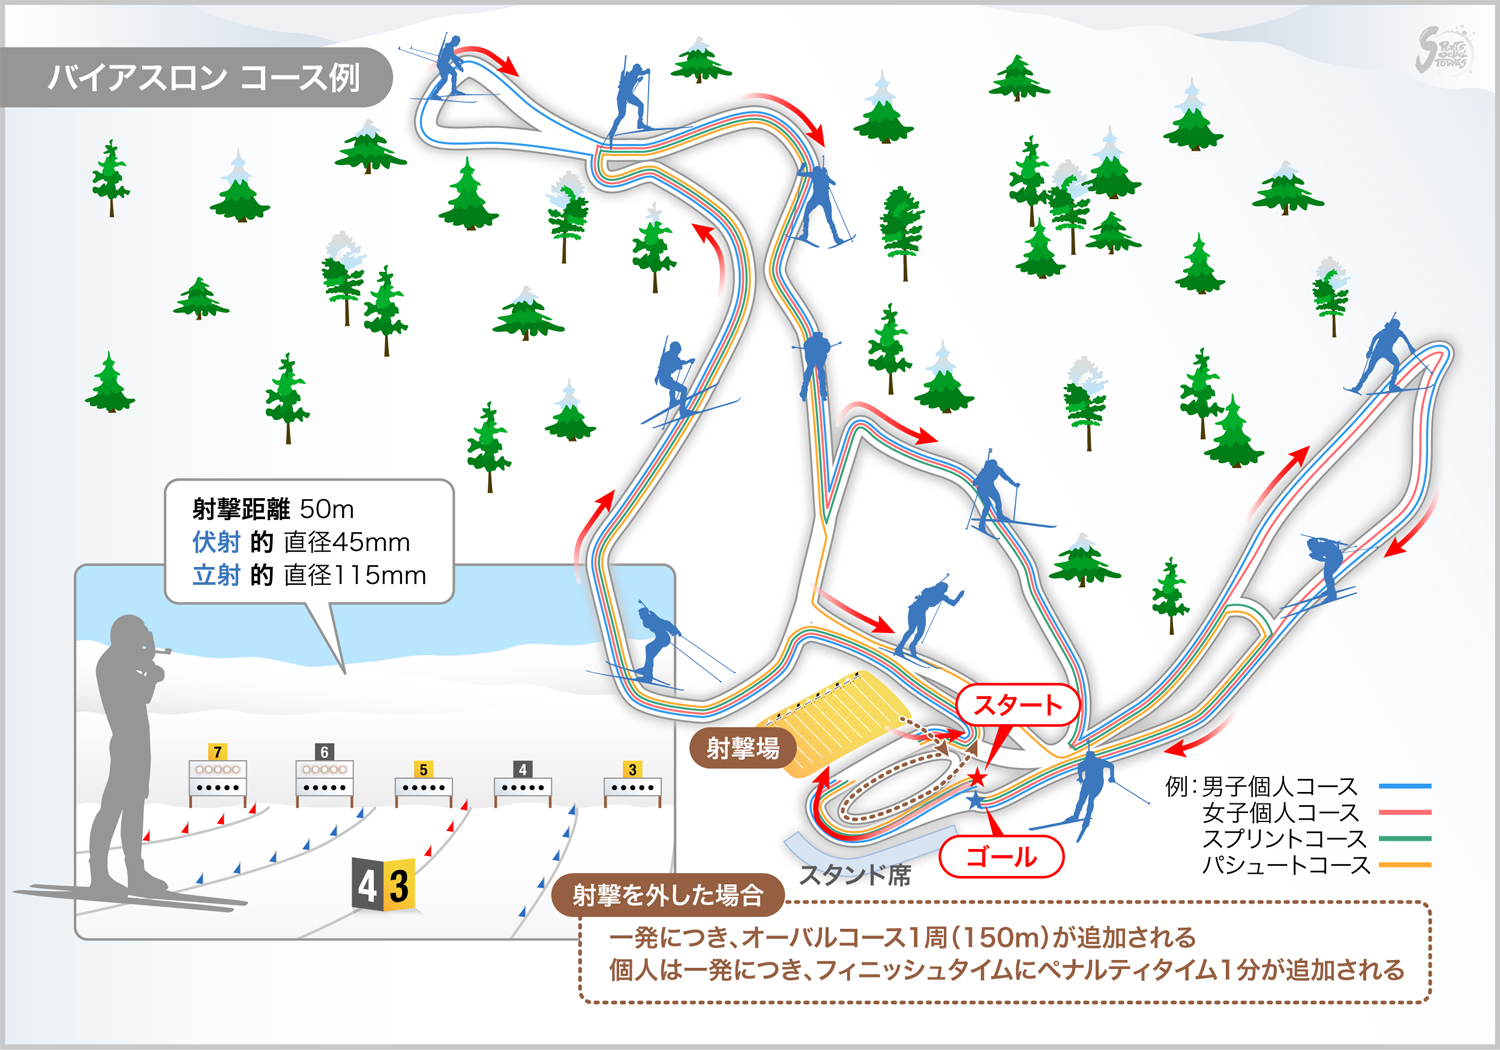 バイアスロン コース例
SPORTS
SOCIAL
STORIES
射撃距離 50m
伏射 的 直径45mm
立射 的 直径115mm
7
6
5
4
3
4 3
スタート
射撃場
ゴール
スタンド席
例：男子個人コース
女子個人コース
スプリントコース
パシュートコース
射撃を外した場合
一発につき、オーバルコース1周（150m）が追加される
個人は一発につき、フィニッシュタイムにペナルティタイム1分が追加される